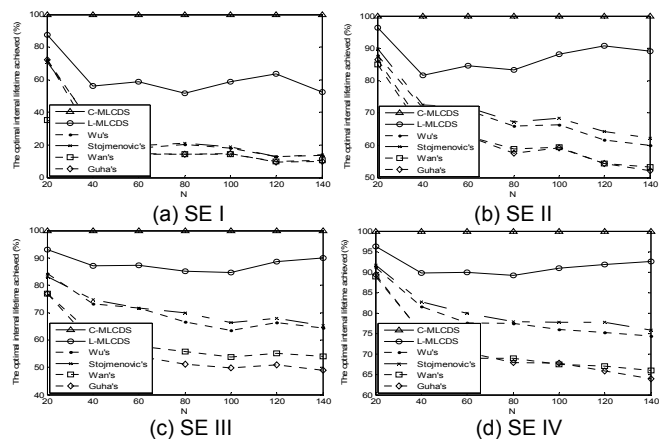 The optimal internal lifetime achieved (%)
100
80
60
40
20
0
C-MLCDS
L-MLCDS
Wu's
Stojmenovic's
Wan's
Guha's
20 40 60 80 100 120 140
N
(a) SE I
The optimal internal lifetime achieved (%)
100
90
80
70
60
50
C-MLCDS
L-MLCDS
Wu's
Stojmenovic's
Wan's
Guha's
20 40 60 80 100 120 140
N
(b) SE II
The optimal internal lifetime achieved (%)
100
90
80
70
60
50
40
C-MLCDS
L-MLCDS
Wu's
Stojmenovic's
Wan's
Guha's
20 40 60 80 100 120 140
N
(c) SE III
The optimal internal lifetime achieved (%)
100
95
90
85
80
75
70
65
60
C-MLCDS
L-MLCDS
Wu's
Stojmenovic's
Wan's
Guha's
20 40 60 80 100 120 140
N
(d) SE IV